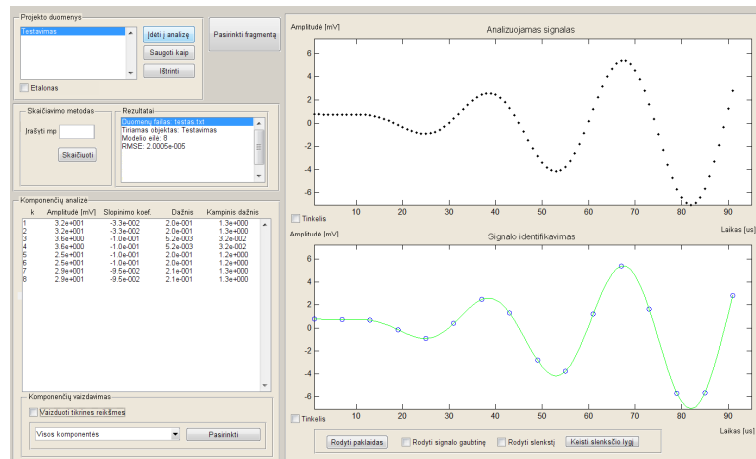 Projekto duomenys
Testavimas
Įdėti į analizę
Saugoti kaip
Ištrinti
Etalonas
Pasirinkti fragmentą
Skaičiavimo metodas
Įrašyti mp
Skaičiuoti
Rezultatai
Duomenų failas: testas.txt
Tiriamas objektas: Testavimas
Modelio eilė: 8
RMSE: 2.0005e-005
Komponenčių analizė
k Amplitudė [mV] Slopinimo koef. Dažnis Kampinis dažnis
1 3.2e+001 -3.3e-002 2.0e-001 1.3e+000
2 3.2e+001 -3.3e-002 2.0e-001 1.3e+000
3 3.6e+000 -1.0e-001 5.2e-003 3.2e-002
4 3.6e+000 -1.0e-001 5.2e-003 3.2e-002
5 2.5e+001 -1.0e-001 2.0e-001 1.2e+000
6 2.5e+001 -1.0e-001 2.0e-001 1.2e+000
7 2.9e+001 -9.5e-002 2.1e-001 1.3e+000
8 2.9e+001 -9.5e-002 2.1e-001 1.3e+000
Komponenčių vaizdavimas
Vaizduoti tikrines reikšmes
Visos komponentės
Pasirinkti
Amplitudė [mV]
Analizuojamas signalas
6
4
2
0
-2
-4
-6
10 20 30 40 50 60 70 80 90
Tinkelis
Laikas [us]
Amplitudė [mV]
Signalo identifikavimas
6
4
2
0
-2
-4
-6
10 20 30 40 50 60 70 80 90
Tinkelis
Laikas [us]
Rodyti paklaidas
Rodyti signalo gaubtinę
Rodyti slenkstį
Keisti slenksčio lygį